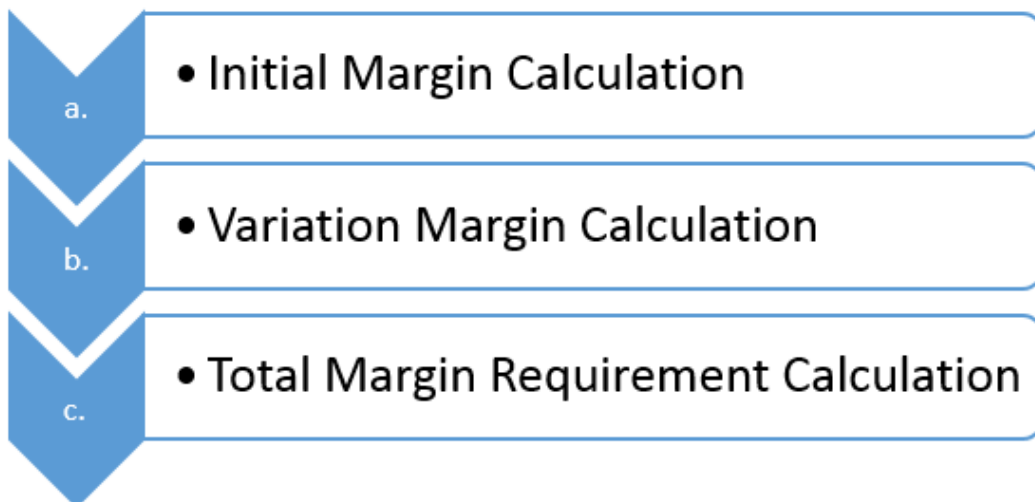 a.
• Initial Margin Calculation
b.
• Variation Margin Calculation
c.
• Total Margin Requirement Calculation